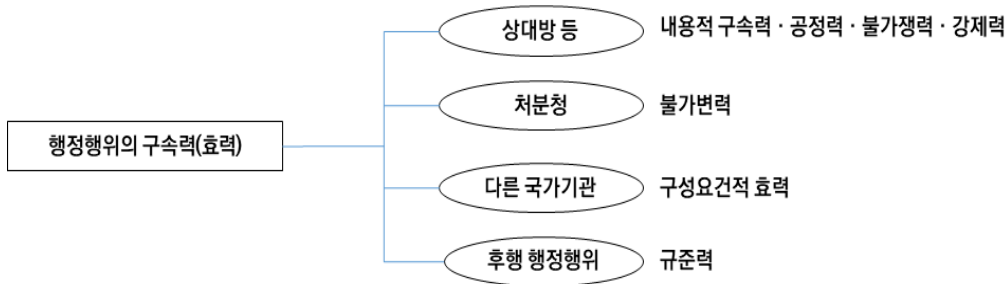 상대방 등 내용적 구속력 · 공정력 · 불가쟁력 · 강제력
처분청 불가변력
행정행위의 구속력(효력)
다른 국가기관 구성요건적 효력
후행 행정행위 규준력